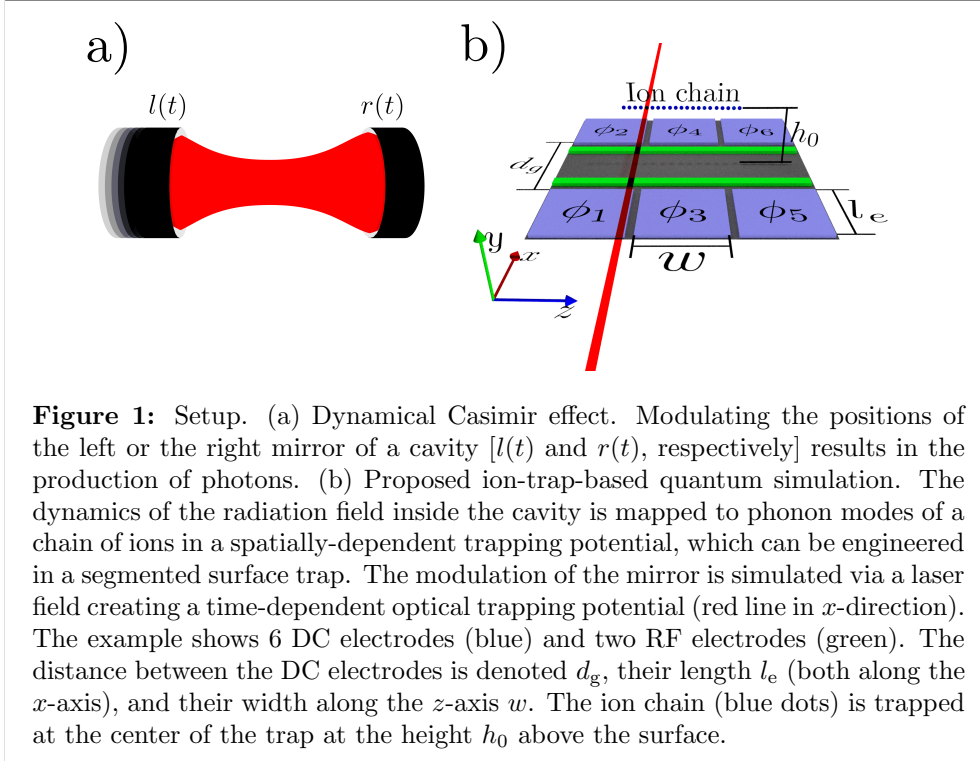 a)
b)
l(t)
r(t)
Ion chain
ϕ2
ϕ4
ϕ6
h0
dg
ϕ1
ϕ3
ϕ5
le
w
y
x
z
Figure 1: Setup. (a) Dynamical Casimir effect. Modulating the positions of
the left or the right mirror of a cavity [l(t) and r(t), respectively] results in the
production of photons. (b) Proposed ion-trap-based quantum simulation. The
dynamics of the radiation field inside the cavity is mapped to phonon modes of a
chain of ions in a spatially-dependent trapping potential, which can be engineered
in a segmented surface trap. The modulation of the mirror is simulated via a laser
field creating a time-dependent optical trapping potential (red line in x-direction).
The example shows 6 DC electrodes (blue) and two RF electrodes (green). The
distance between the DC electrodes is denoted dg, their length le (both along the
x-axis), and their width along the z-axis w. The ion chain (blue dots) is trapped
at the center of the trap at the height h0 above the surface.